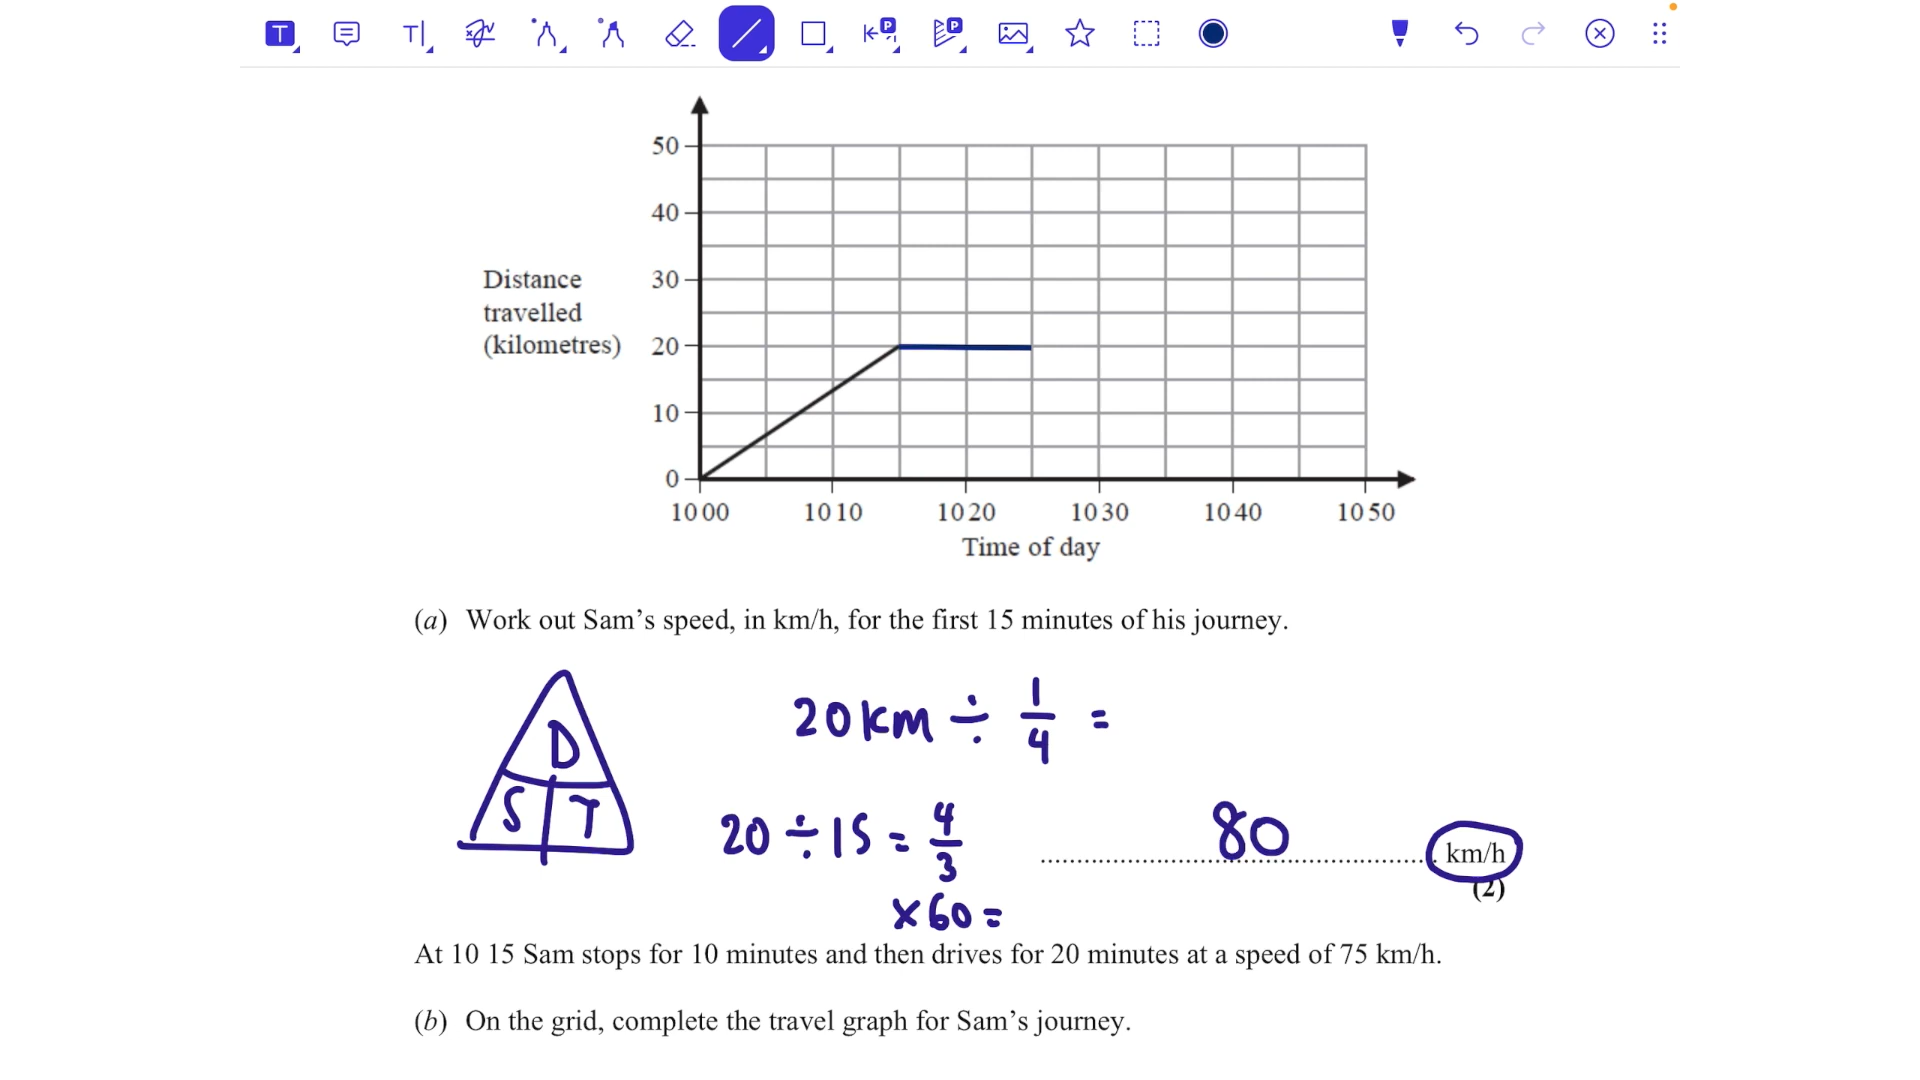 50
40
Distance
travelled
(kilometres)
30
20
10
0
10 00 10 10 10 20 10 30 10 40 10 50
Time of day
(a) Work out Sam's speed, in km/h, for the first 15 minutes of his journey.
D
S T
20km ÷ 1/4 =
20 ÷ 15 = 4/3
× 60 =
80
km/h
(2)
At 10 15 Sam stops for 10 minutes and then drives for 20 minutes at a speed of 75 km/h.
(b) On the grid, complete the travel graph for Sam's journey.